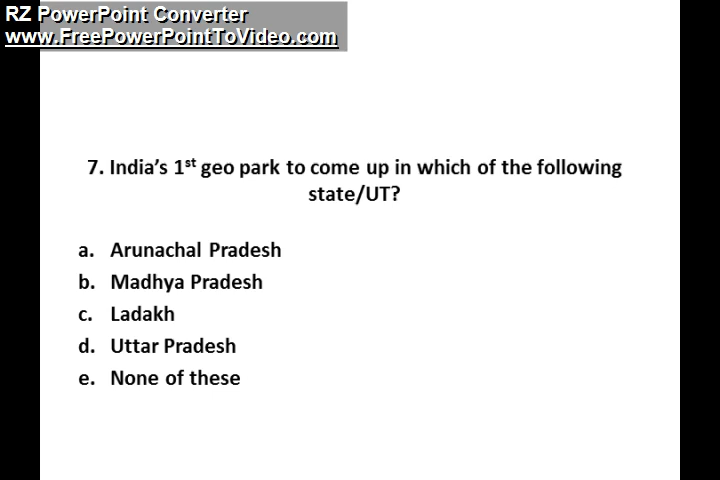 RZ PowerPoint Converter
www.FreePowerPointToVideo.com
7. India's 1st geo park to come up in which of the following
state/UT?
a. Arunachal Pradesh
b. Madhya Pradesh
c. Ladakh
d. Uttar Pradesh
e. None of these